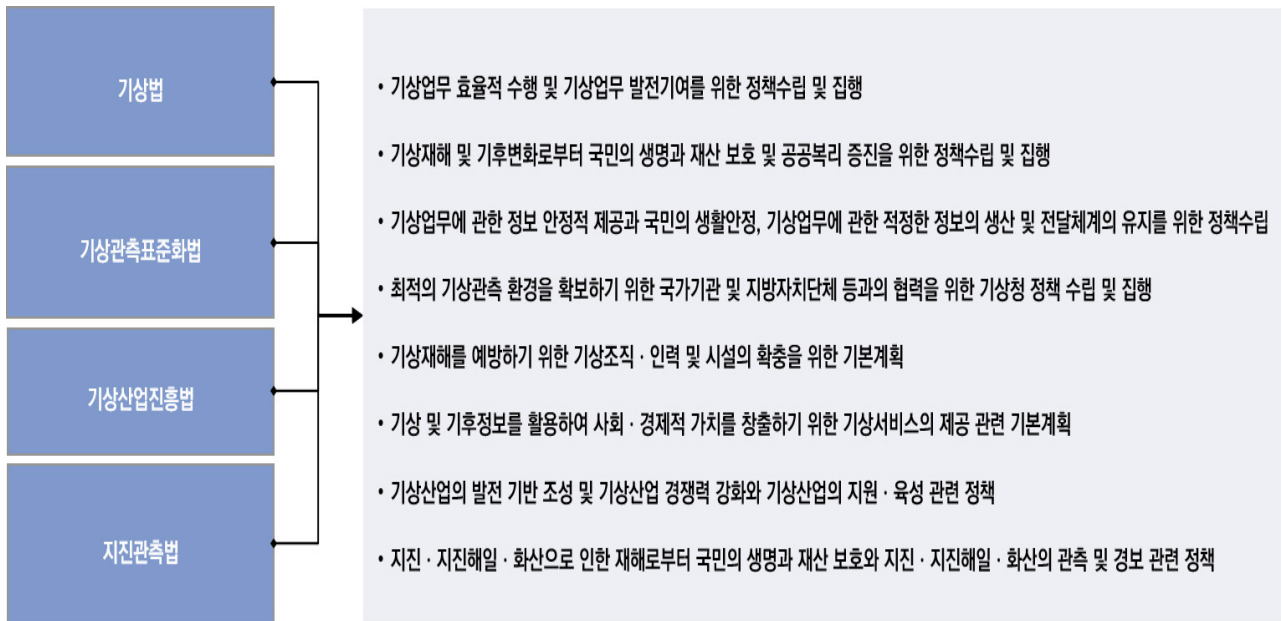 기상법
기상관측표준화법
기상산업진흥법
지진관측법
• 기상업무 효율적 수행 및 기상업무 발전기여를 위한 정책수립 및 집행
• 기상재해 및 기후변화로부터 국민의 생명과 재산 보호 및 공공복리 증진을 위한 정책수립 및 집행
• 기상업무에 관한 정보 안정적 제공과 국민의 생활안정, 기상업무에 관한 적정한 정보의 생산 및 전달체계의 유지를 위한 정책수립
• 최적의 기상관측 환경을 확보하기 위한 국가기관 및 지방자치단체 등과의 협력을 위한 기상청 정책 수립 및 집행
• 기상재해를 예방하기 위한 기상조직 · 인력 및 시설의 확충을 위한 기본계획
• 기상 및 기후정보를 활용하여 사회 · 경제적 가치를 창출하기 위한 기상서비스의 제공 관련 기본계획
• 기상산업의 발전 기반 조성 및 기상산업 경쟁력 강화와 기상산업의 지원 · 육성 관련 정책
• 지진 · 지진해일 · 화산으로 인한 재해로부터 국민의 생명과 재산 보호와 지진 · 지진해일 · 화산의 관측 및 경보 관련 정책